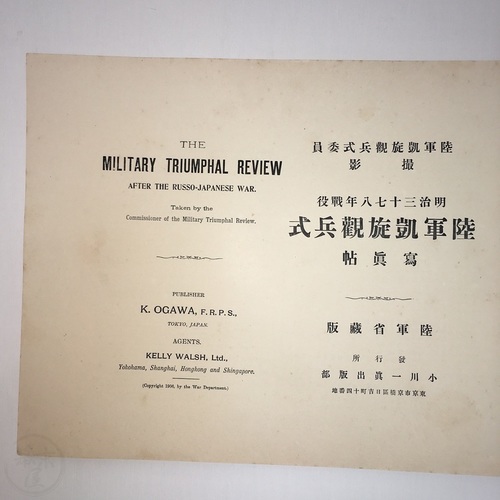 THE
MILITARY TRIUMPHAL REVIEW
AFTER THE RUSSO-JAPANESE WAR.
Taken by the
Commissioner of the Military Triumphal Review.
PUBLISHER
K. OGAWA, F.R.P.S.,
TOKYO, JAPAN.
AGENTS.
KELLY WALSH, Ltd.,
Yokohama, Shanghai, Hongkong and Shingapore.
(Copyright 1906, by the War Department.)
員委式兵觀旋凱軍陸
影撮
役戰年八七十三治明
式兵觀旋凱軍陸
帖眞寫
版藏省軍陸
所行發
部版出眞一川小
東京市京橋區日吉町十四番地